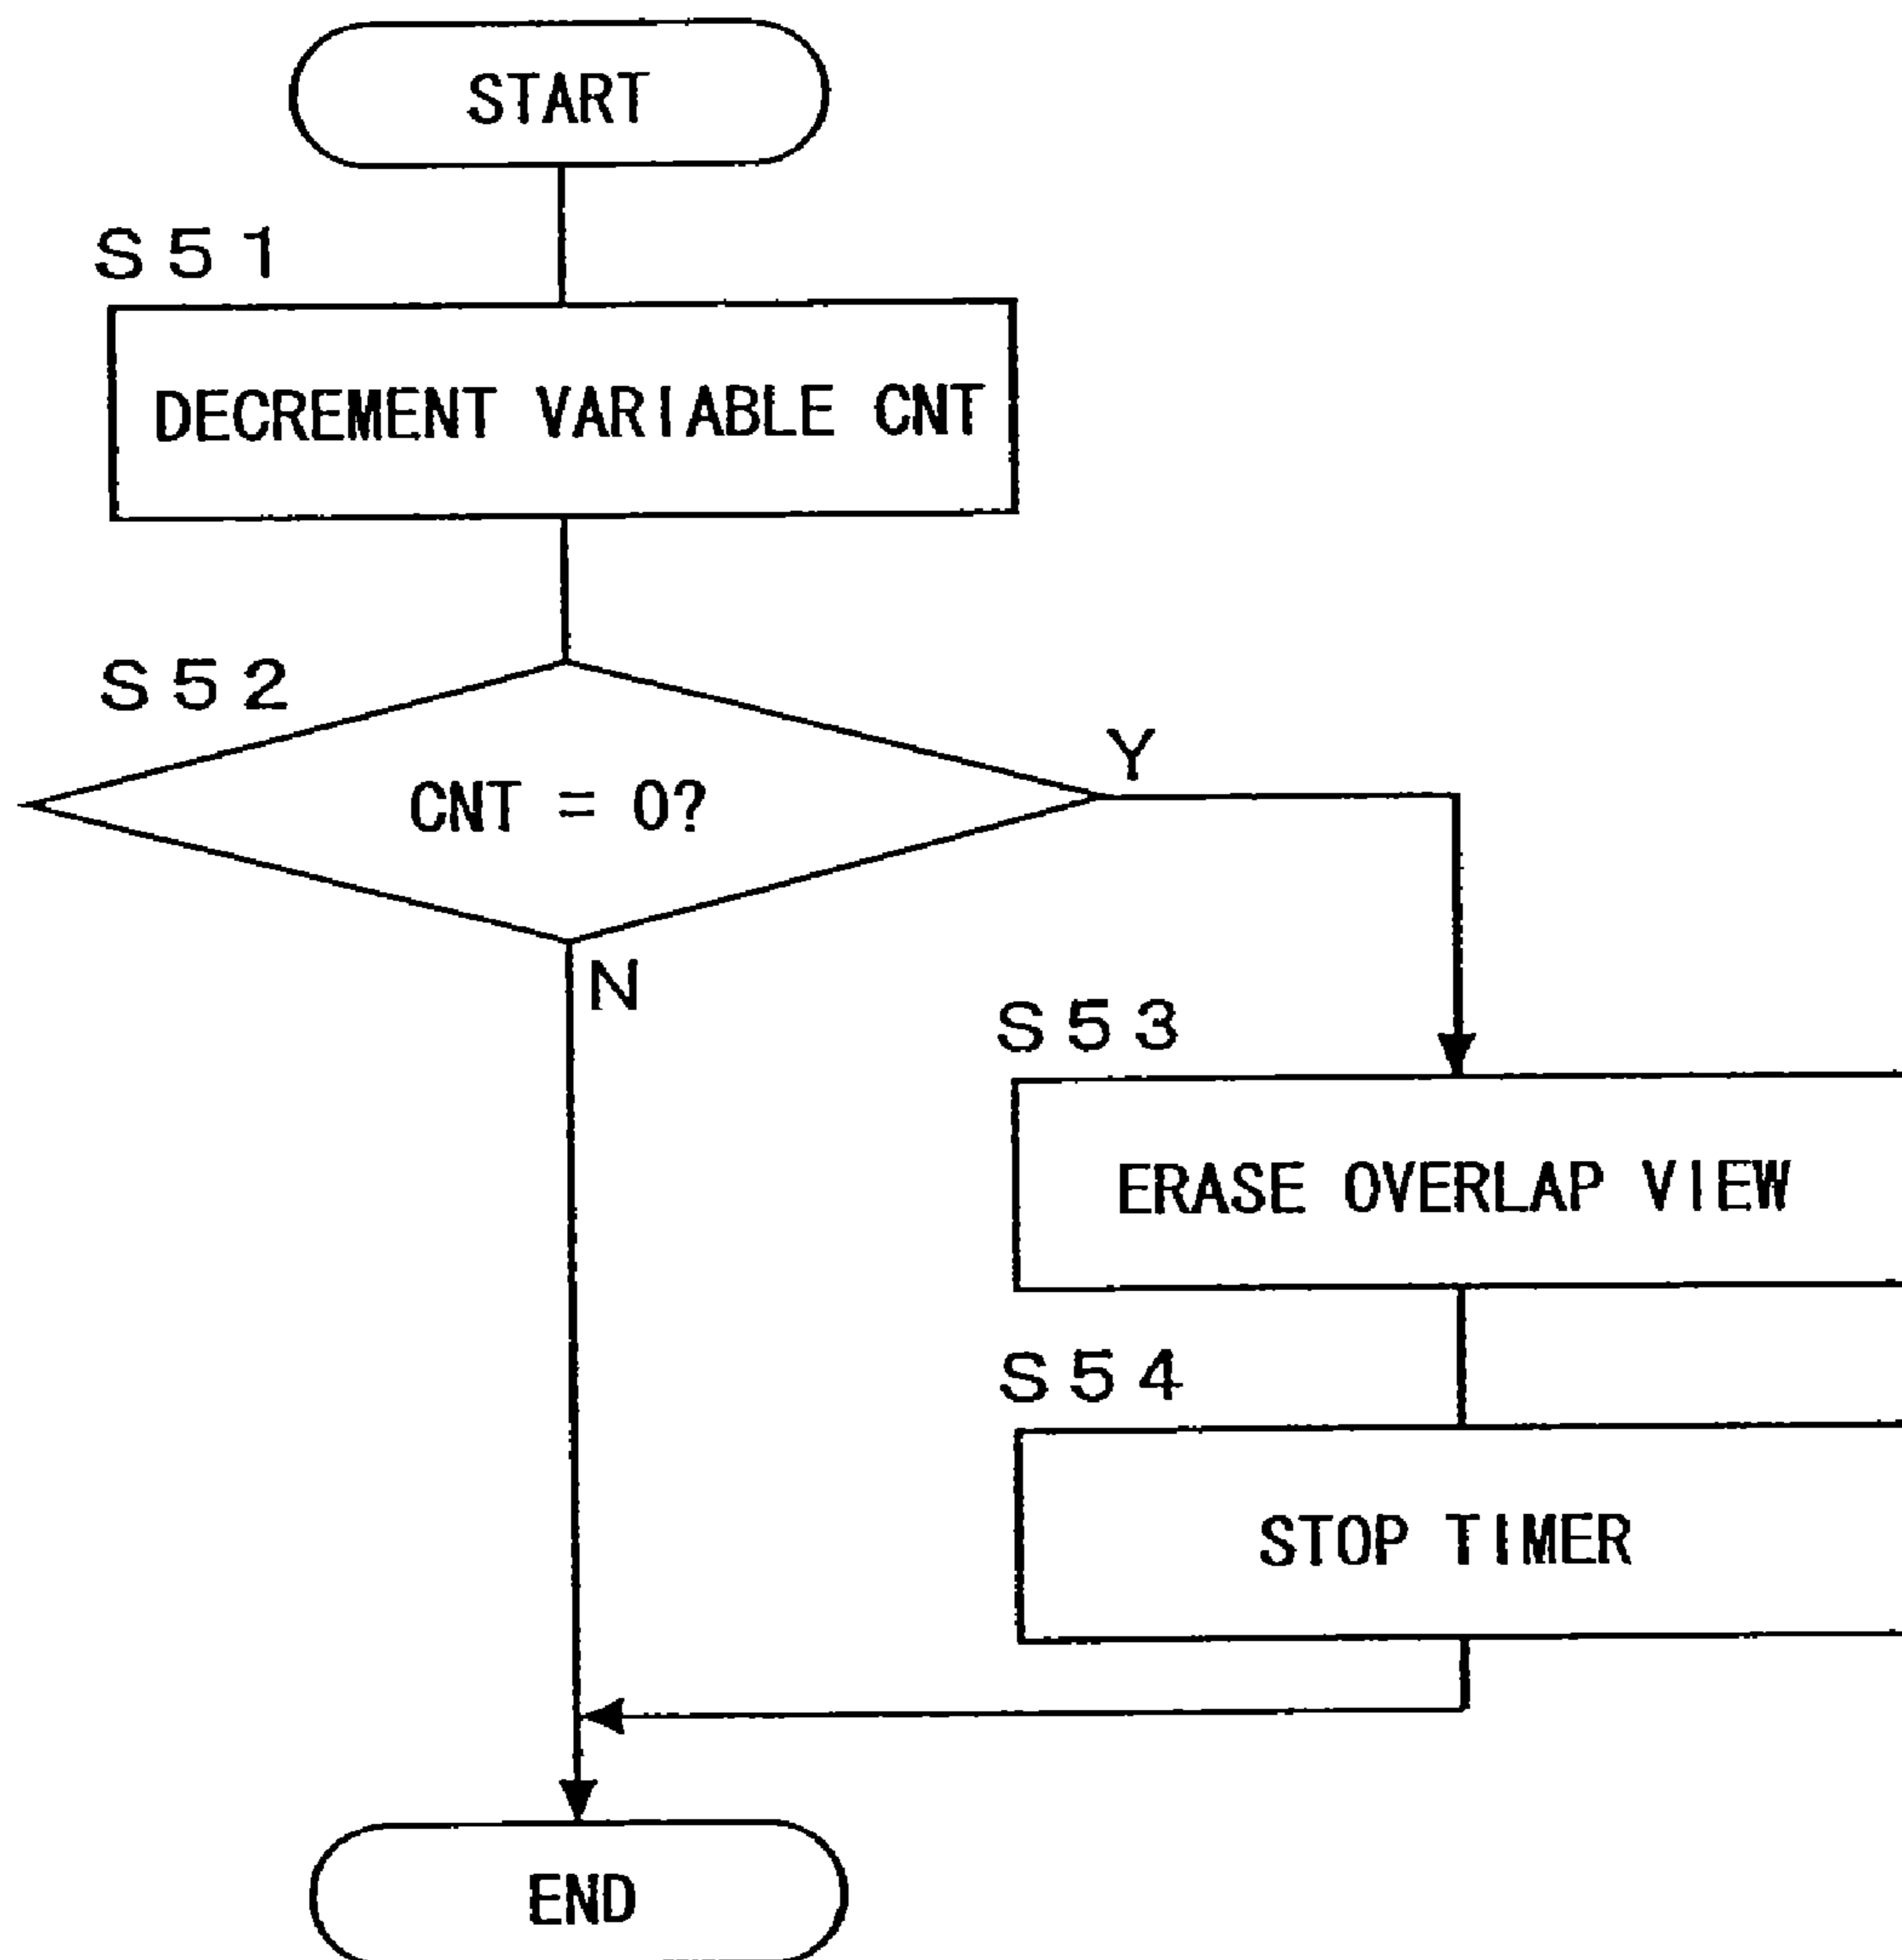 START
S51
DECREMENT VARIABLE CNT
S52
CNT = 0?
Y
N
S53
ERASE OVERLAP VIEW
S54
STOP TIMER
END